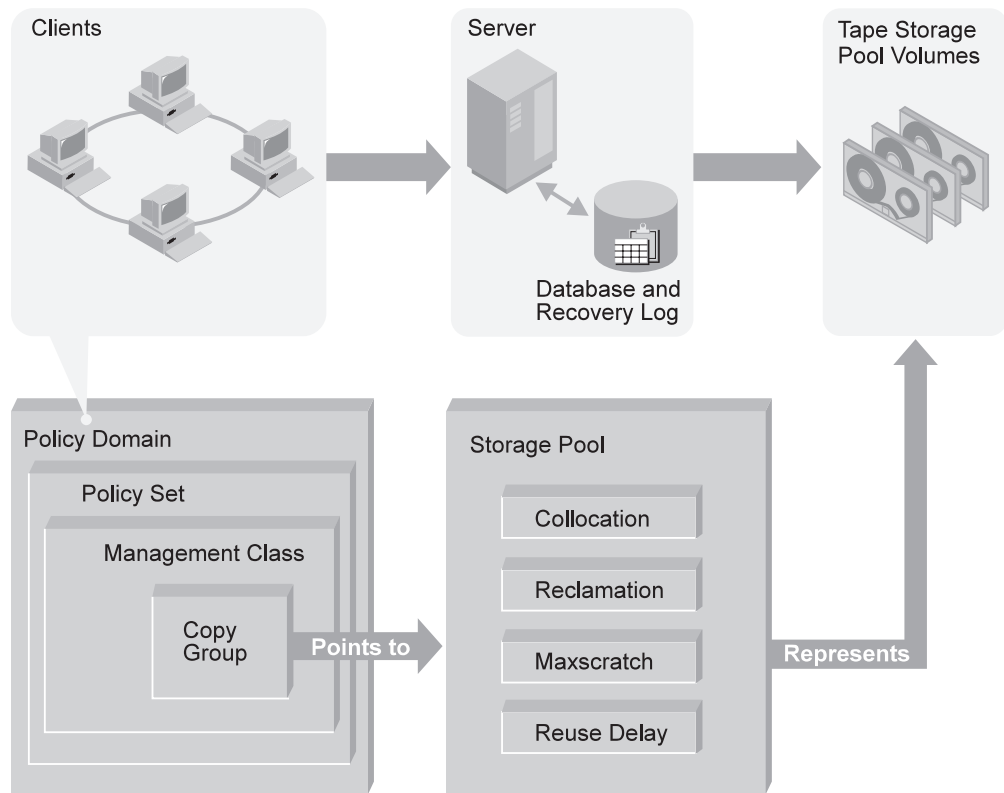 Clients
Server
Tape Storage
Pool Volumes
Database and
Recovery Log
Policy Domain
Policy Set
Management Class
Copy
Group
Points to
Storage Pool
Collocation
Reclamation
Maxscratch
Reuse Delay
Represents